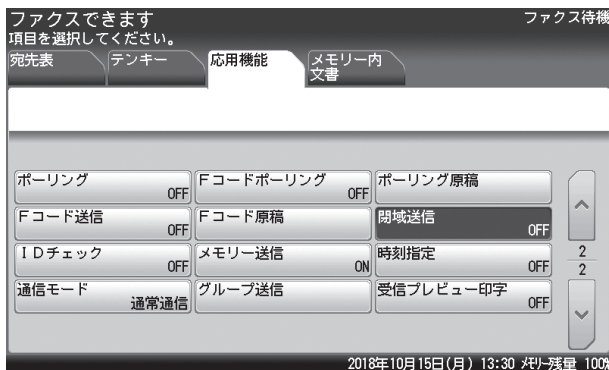 ファクスできます
ファクス待機
項目を選択してください。
宛先表 テンキー 応用機能 メモリー内
文書
ポーリング
OFF
Fコードポーリング
OFF
ポーリング原稿
Fコード送信
OFF
Fコード原稿
閉域送信
OFF
IDチェック
OFF
メモリー送信
ON
時刻指定
OFF
2
2
通信モード
通常通信
グループ送信
受信プレビュー印字
OFF
2018年10月15日(月) 13:30 メモリー残量 100%